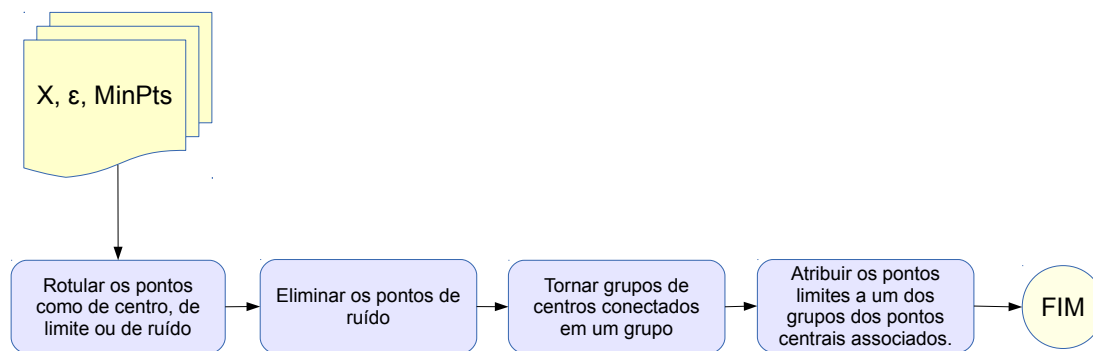 X, ε, MinPts
Rotular os pontos
como de centro, de
limite ou de ruído
Eliminar os pontos de
ruído
Tornar grupos de
centros conectados
em um grupo
Atribuir os pontos
limites a um dos
grupos dos pontos
centrais associados.
FIM